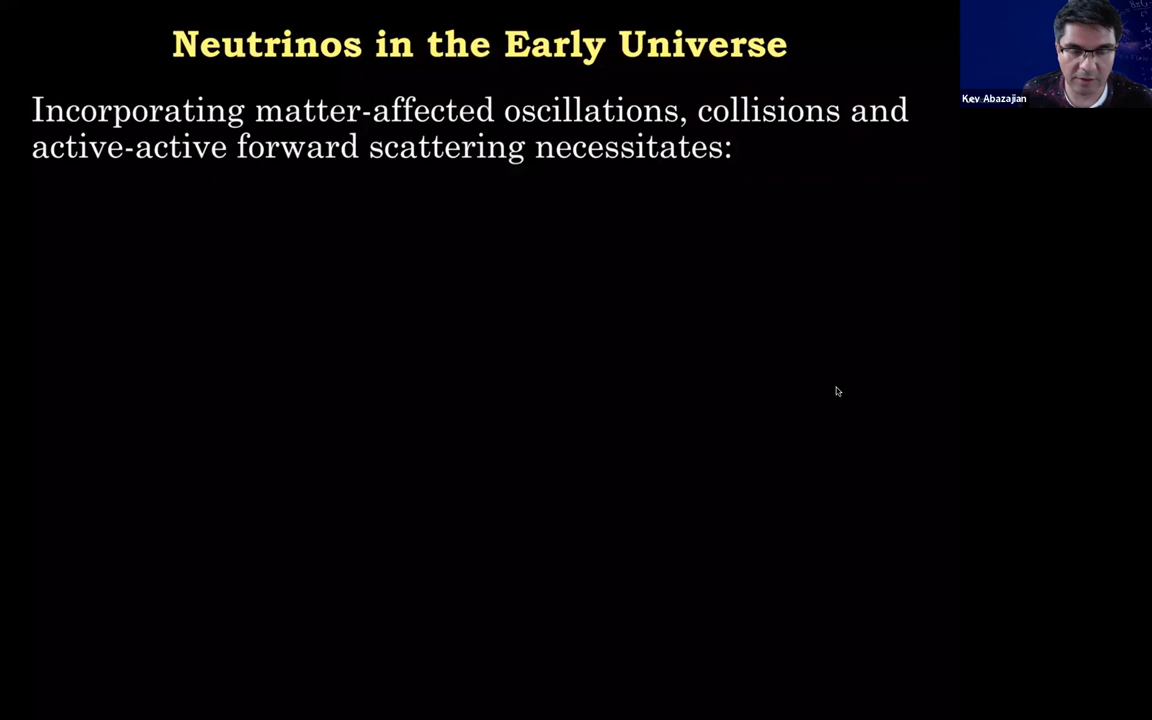 Neutrinos in the Early Universe
Incorporating matter-affected oscillations, collisions and
active-active forward scattering necessitates:
Kev Abazajian